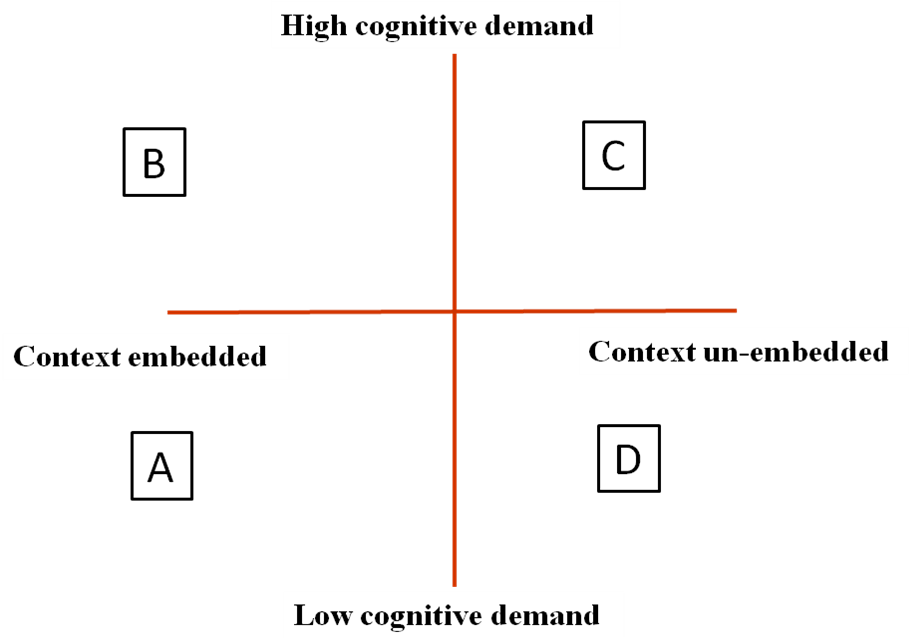 High cognitive demand
B
C
Context embedded
Context un-embedded
A
D
Low cognitive demand